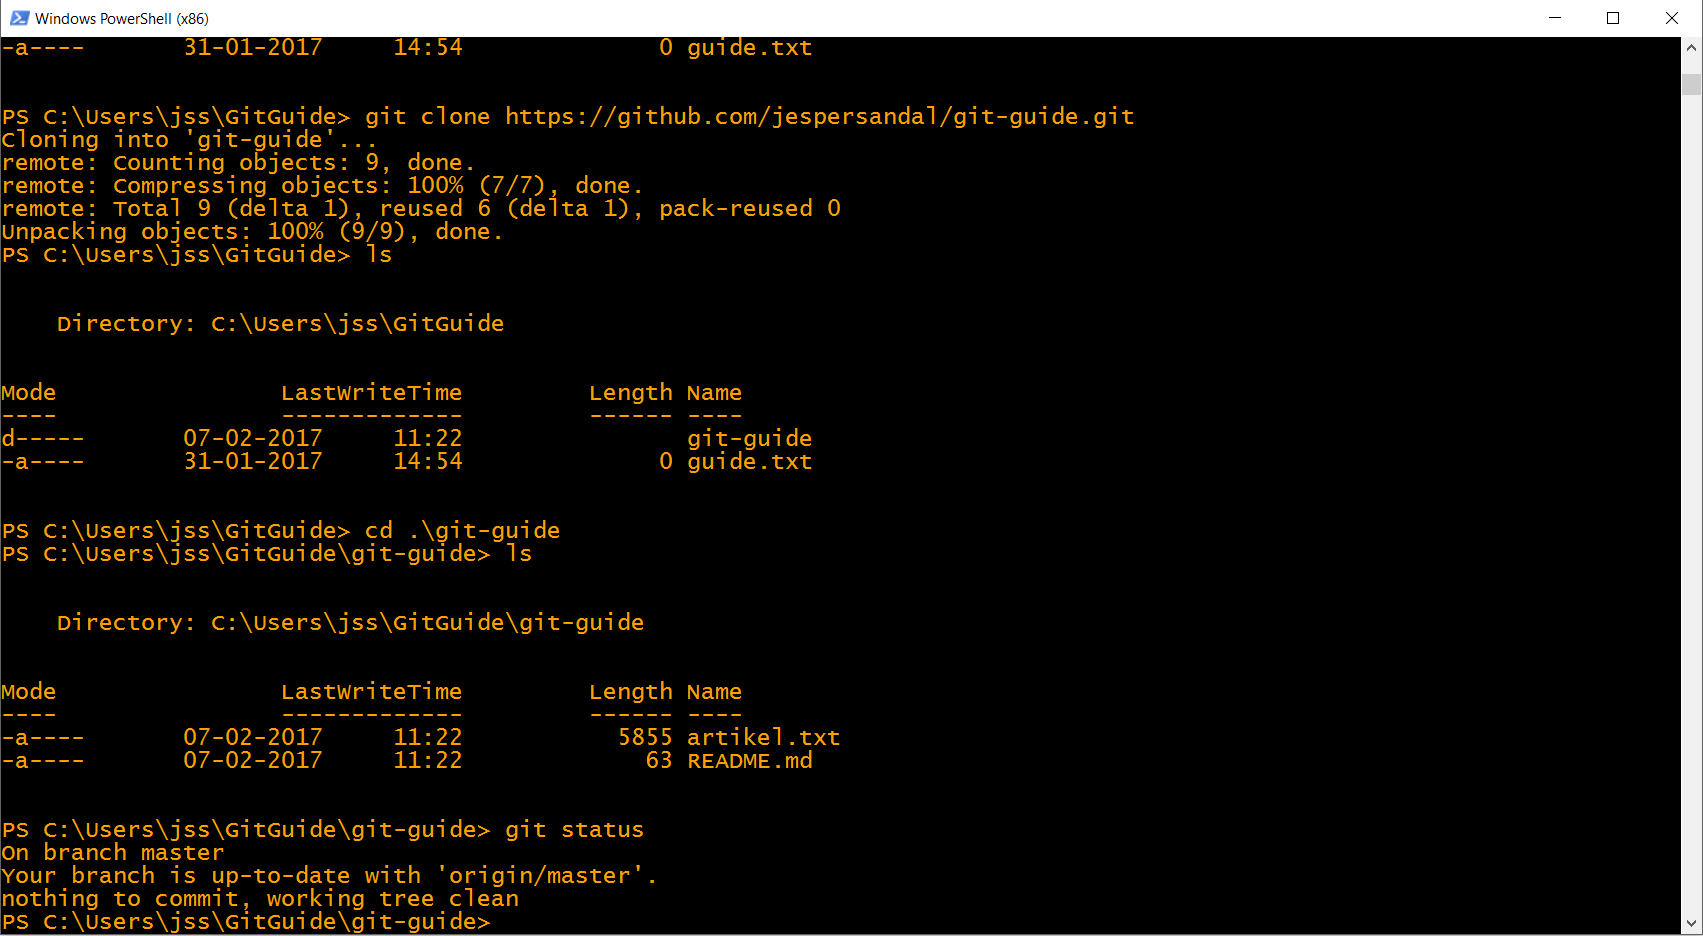 Windows PowerShell (x86)
-a----       31-01-2017     14:54              0 guide.txt
PS C:\Users\jss\GitGuide> git clone https://github.com/jespersandal/git-guide.git
Cloning into 'git-guide'...
remote: Counting objects: 9, done.
remote: Compressing objects: 100% (7/7), done.
remote: Total 9 (delta 1), reused 6 (delta 1), pack-reused 0
Unpacking objects: 100% (9/9), done.
PS C:\Users\jss\GitGuide> ls
    Directory: C:\Users\jss\GitGuide
Mode                LastWriteTime         Length Name
----                -------------         ------ ----
d-----       07-02-2017     11:22                git-guide
-a----       31-01-2017     14:54              0 guide.txt
PS C:\Users\jss\GitGuide> cd .\git-guide
PS C:\Users\jss\GitGuide\git-guide> ls
    Directory: C:\Users\jss\GitGuide\git-guide
Mode                LastWriteTime         Length Name
----                -------------         ------ ----
-a----       07-02-2017     11:22           5855 artikel.txt
-a----       07-02-2017     11:22             63 README.md
PS C:\Users\jss\GitGuide\git-guide> git status
On branch master
Your branch is up-to-date with 'origin/master'.
nothing to commit, working tree clean
PS C:\Users\jss\GitGuide\git-guide>